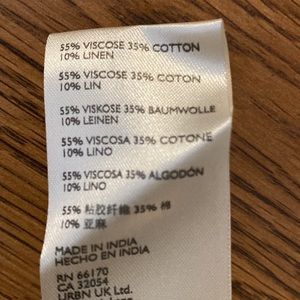 55% VISCOSE 35% COTTON
10% LINEN
55% VISCOSE 35% COTON
10% LIN
55% VISKOSE 35% BAUMWOLLE
10% LEINEN
55% VISCOSA 35% COTONE
10% LINO
55% VISCOSA 35% ALGODÓN
10% LINO
55% 粘胶纤维 35% 棉
10% 亚麻
MADE IN INDIA
HECHO EN INDIA
RN 66170
CA 32054
URBN UK Ltd.